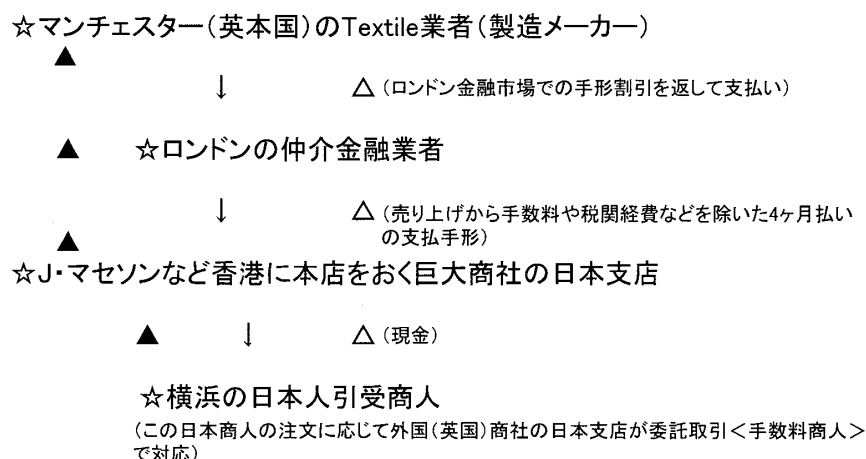 ☆マンチェスター(英本国)のTextile業者(製造メーカー)
▲
↓ △(ロンドン金融市場での手形割引を返して支払い)
▲ ☆ロンドンの仲介金融業者
↓ △(売り上げから手数料や税関経費などを除いた4ヶ月払い
の支払手形)
▲
☆J・マセソンなど香港に本店をおく巨大商社の日本支店
▲ ↓ △(現金)
☆横浜の日本人引受商人
(この日本商人の注文に応じて外国(英国)商社の日本支店が委託取引<手数料商人>
で対応)